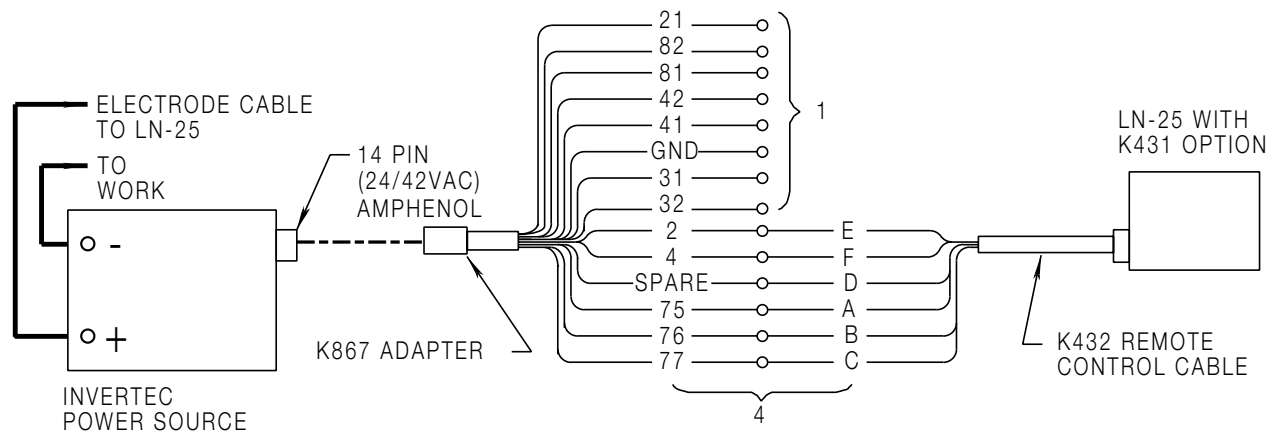 21
82
81
42
41
GND
31
32
2
4
SPARE
75
76
77
1
E
F
D
A
B
C
4
ELECTRODE CABLE
TO LN-25
TO
WORK
14 PIN
(24/42VAC)
AMPHENOL
-
+
INVERTEC
POWER SOURCE
K867 ADAPTER
LN-25 WITH
K431 OPTION
K432 REMOTE
CONTROL CABLE